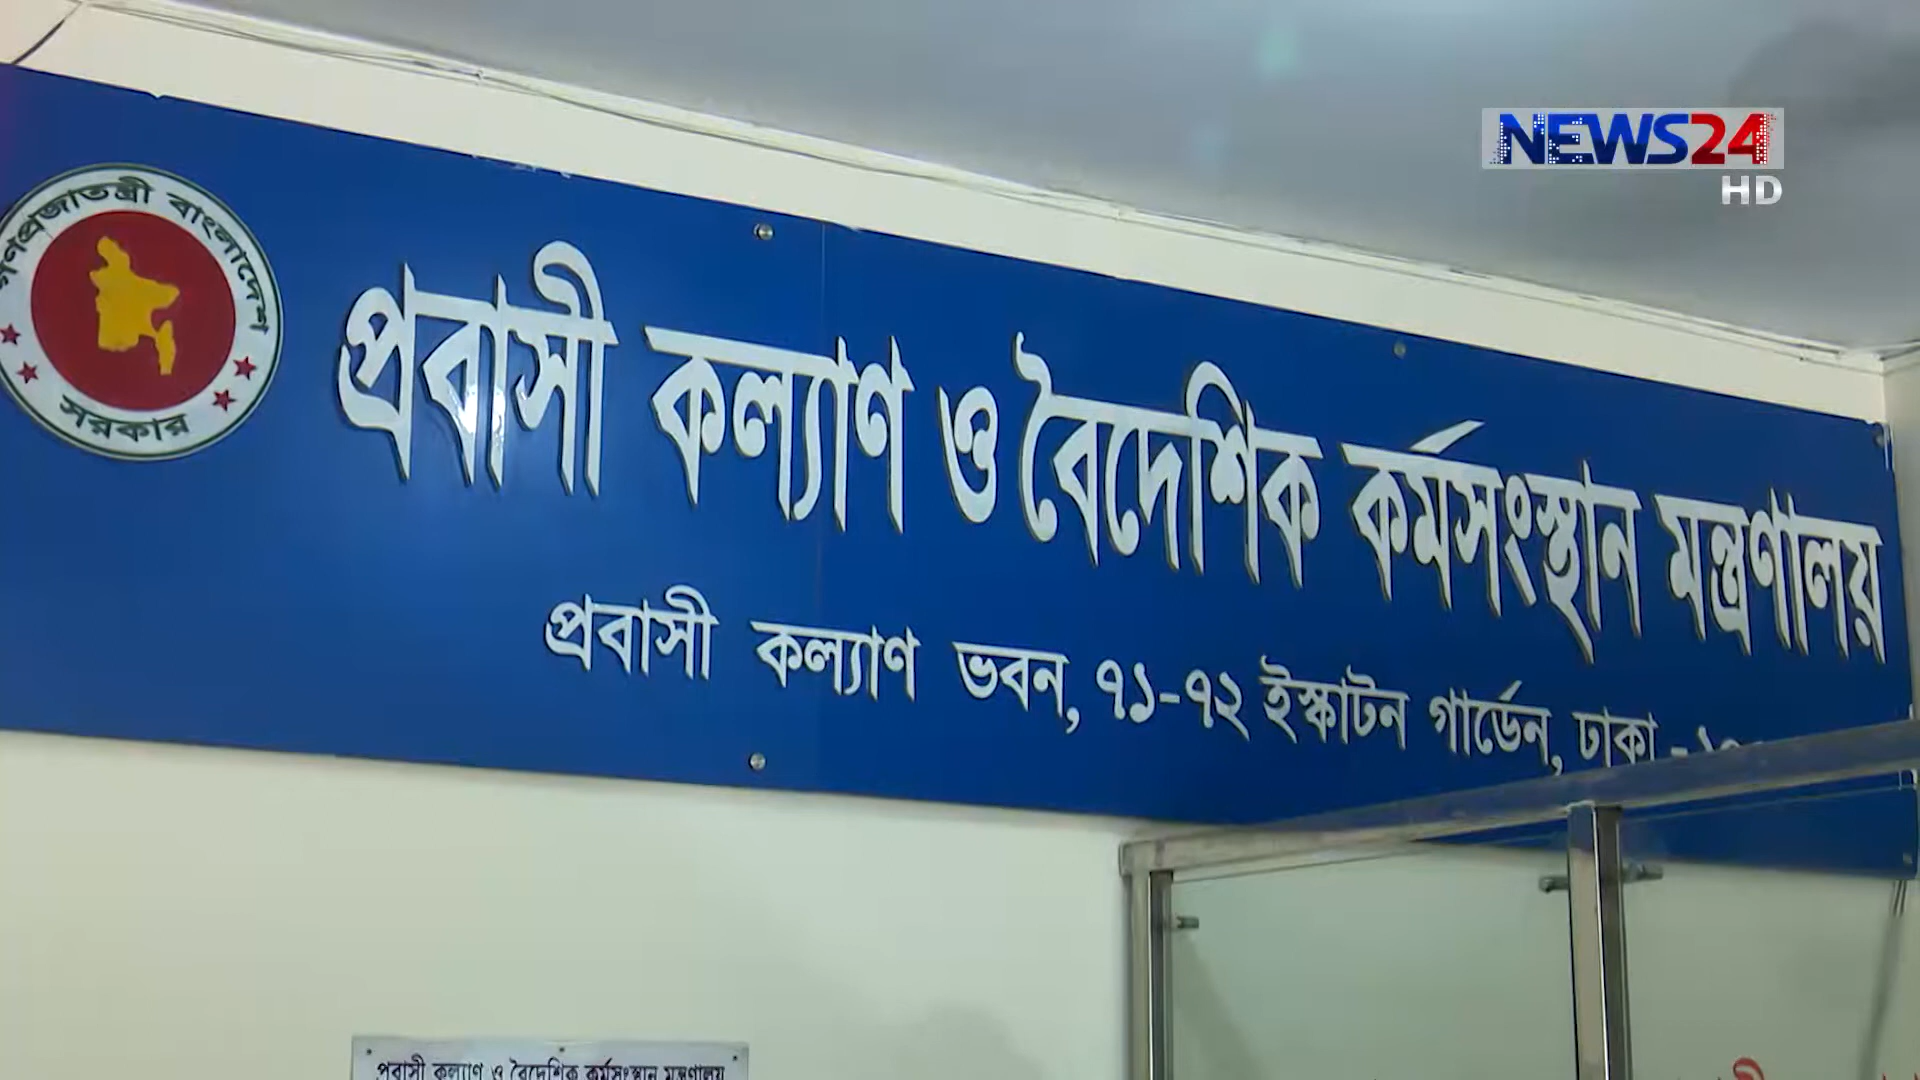 NEWS24
HD
গণপ্রজাতন্ত্রী বাংলাদেশ
সরকার
প্রবাসী কল্যাণ ও বৈদেশিক কর্মসংস্থান মন্ত্রণালয়
প্রবাসী কল্যাণ ভবন, ৭১-৭২ ইস্কাটন গার্ডেন, ঢাকা -
প্রবাসী কল্যাণ ও বৈদেশিক কর্মসংস্থান মন্ত্রণালয়